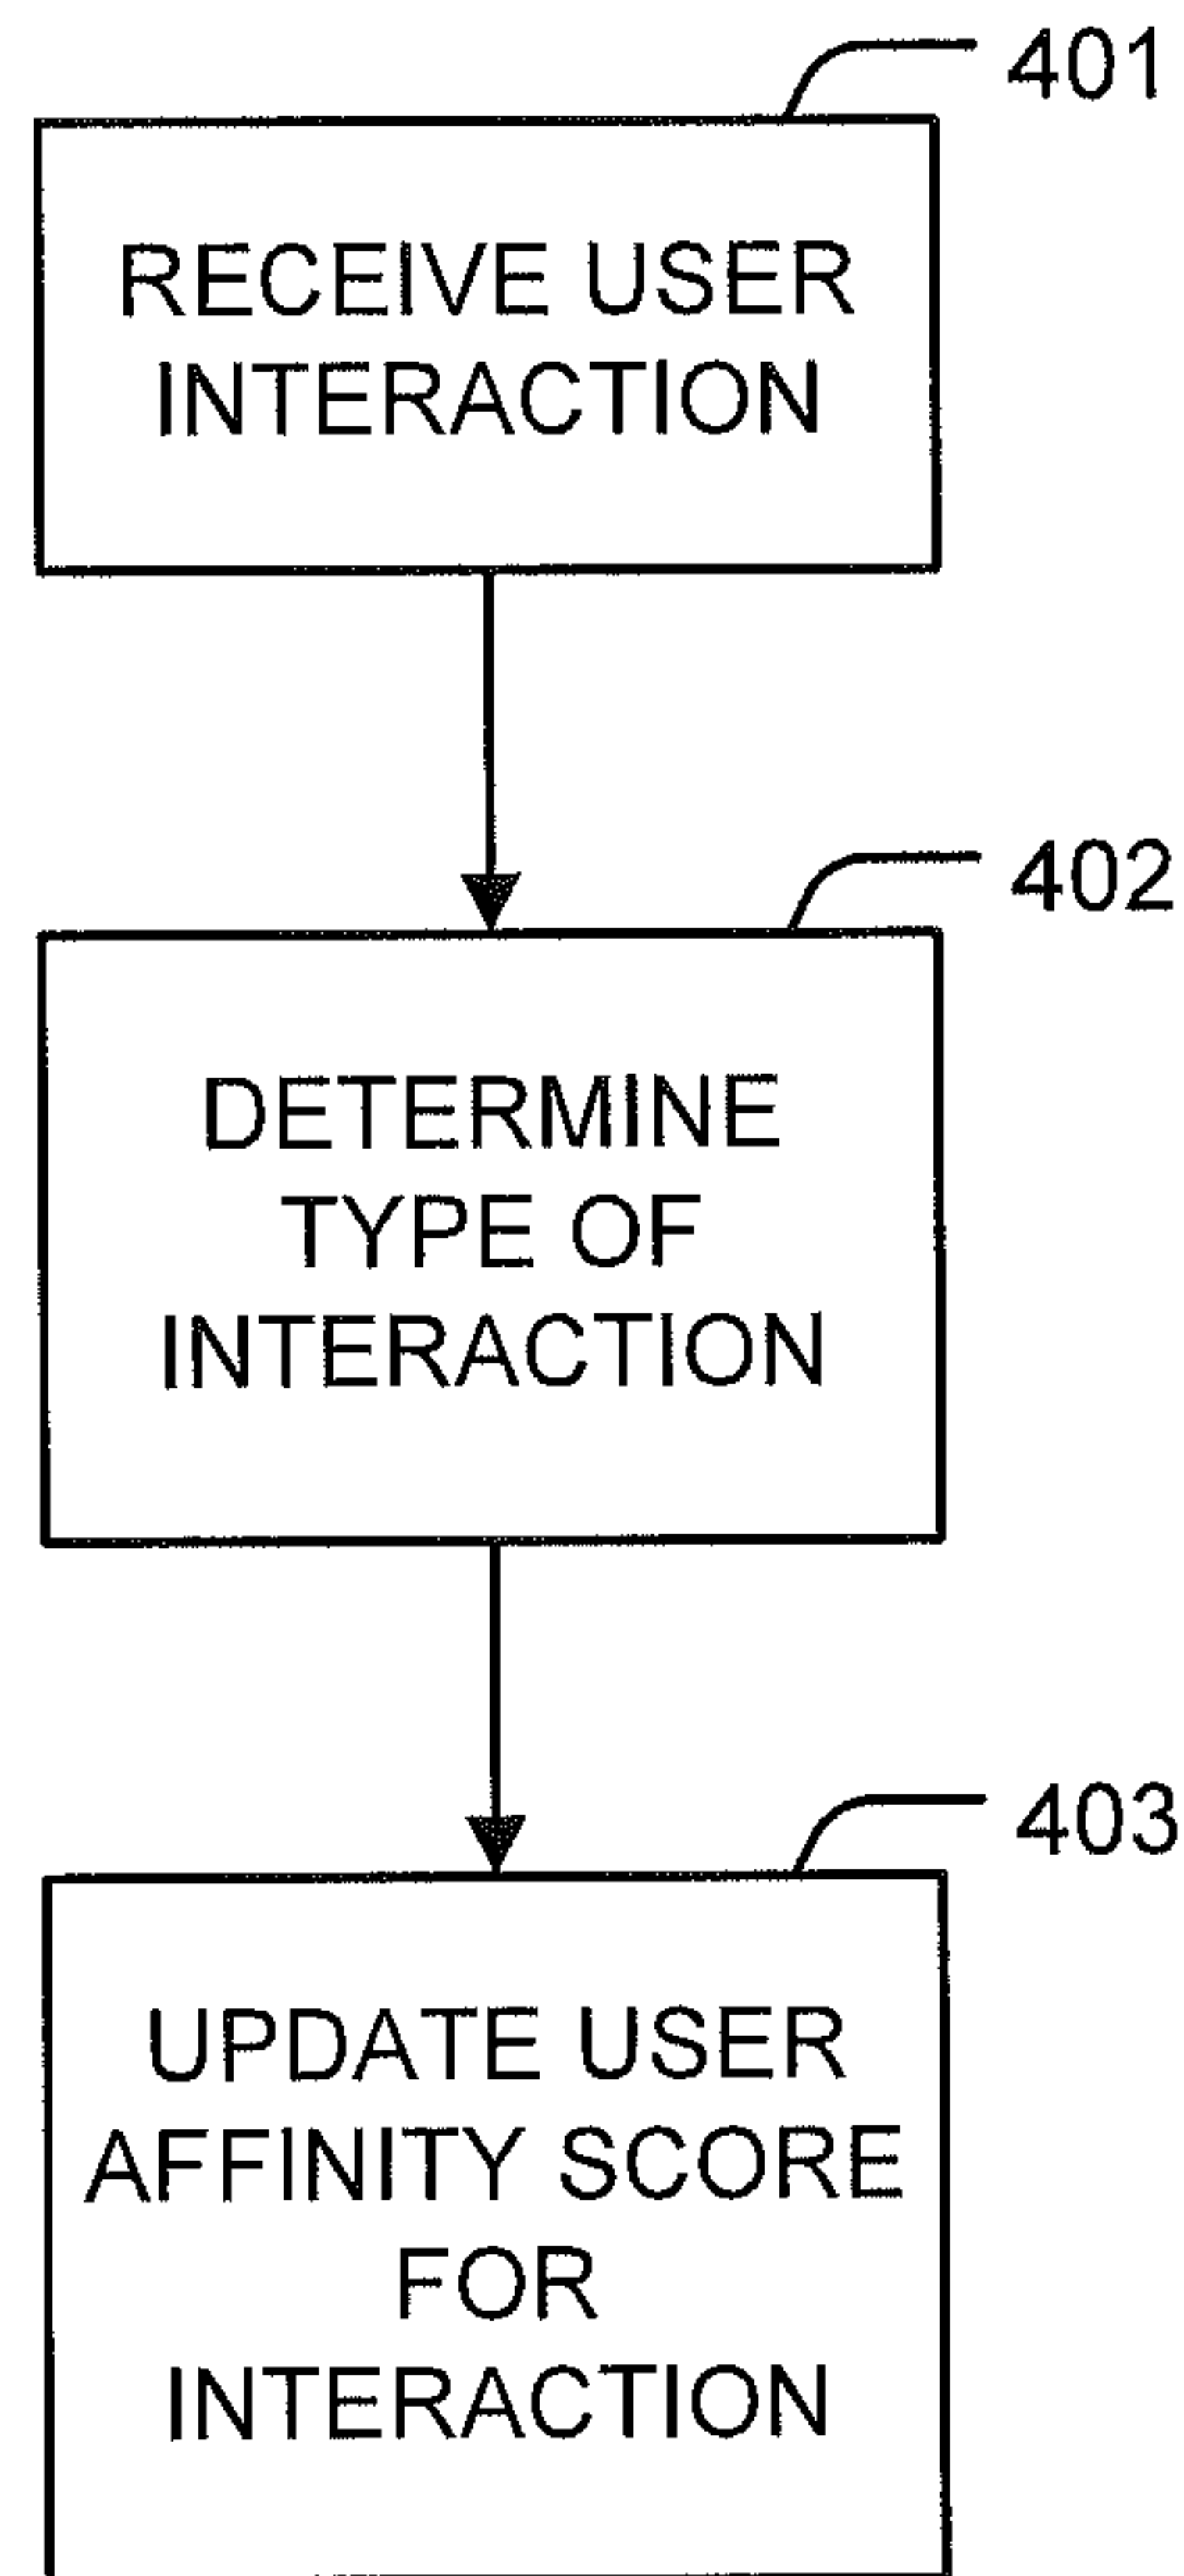 401
RECEIVE USER
INTERACTION
402
DETERMINE
TYPE OF
INTERACTION
403
UPDATE USER
AFFINITY SCORE
FOR
INTERACTION